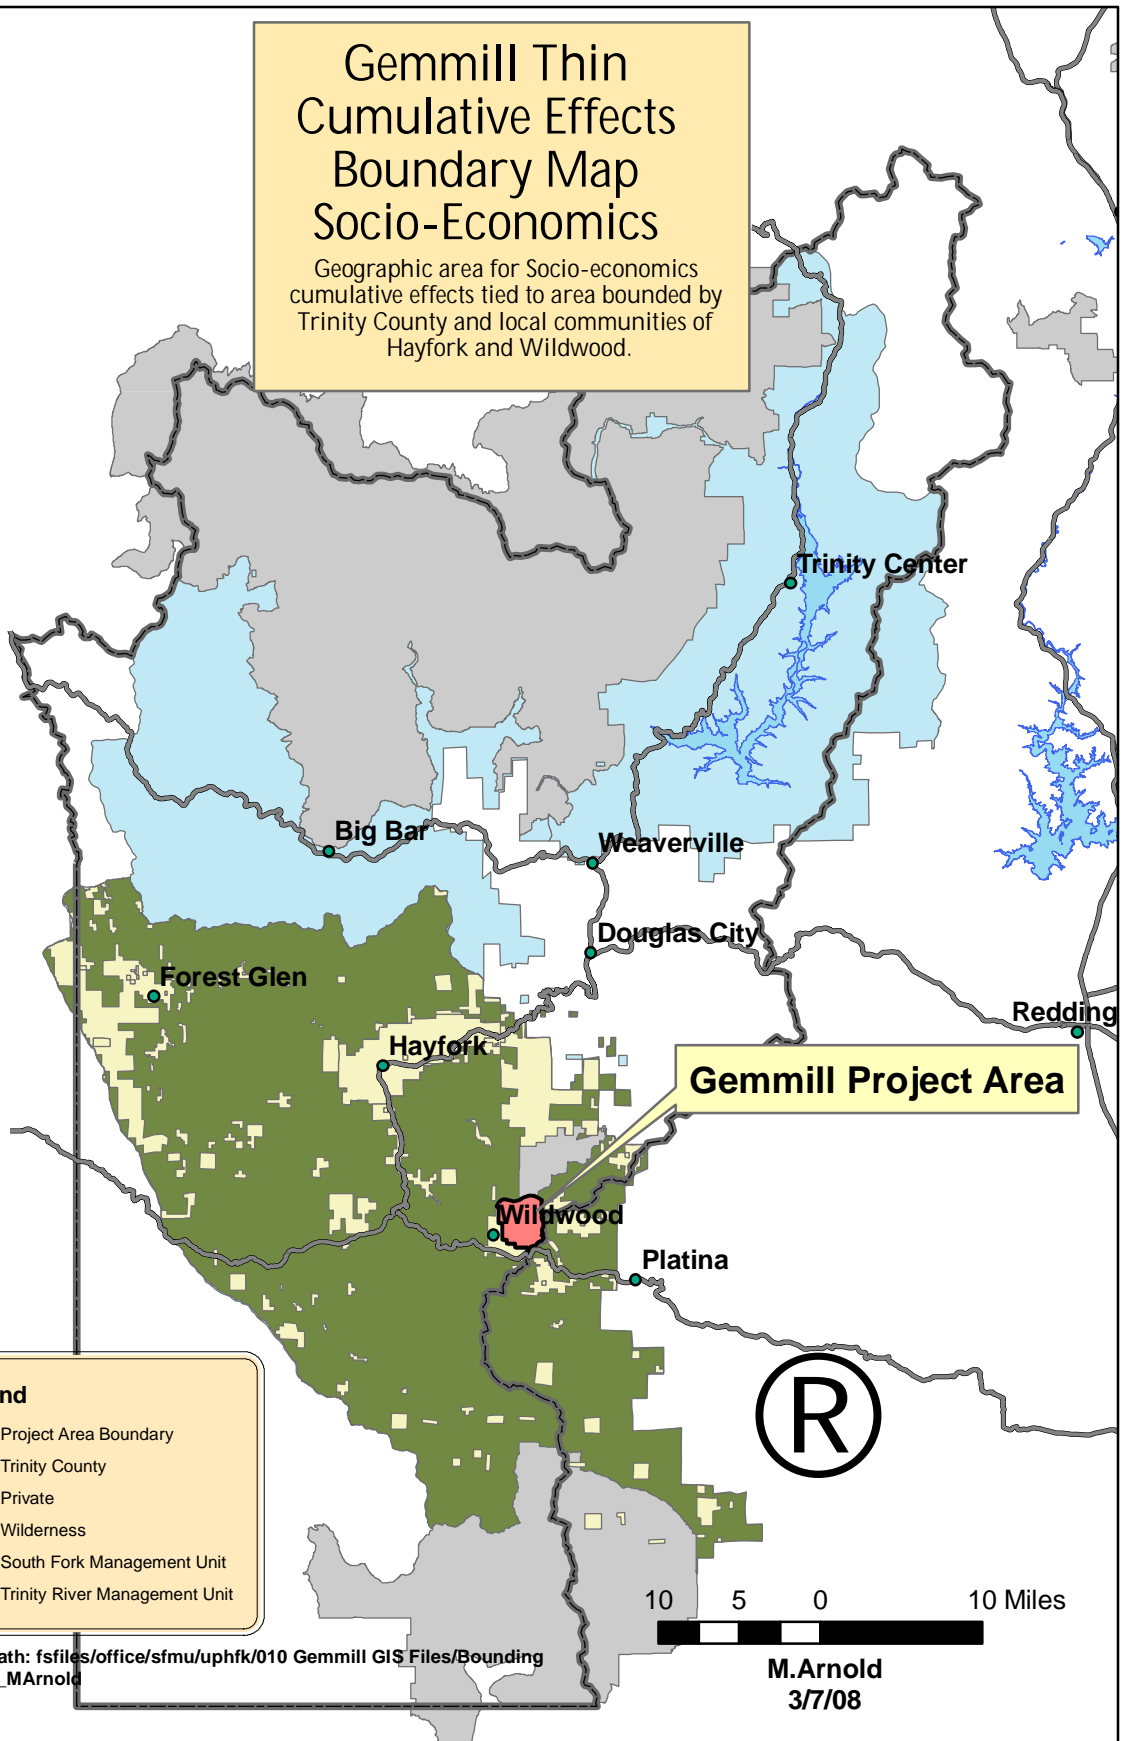 Gemmill Thin
Cumulative Effects
Boundary Map
Socio-Economics
Geographic area for Socio-economics
cumulative effects tied to area bounded by
Trinity County and local communities of
Hayfork and Wildwood.
Trinity Center
Big Bar
Weaverville
Douglas City
Forest Glen
Redding
Hayfork
Gemmill Project Area
Wildwood
Platina
®
nd
Project Area Boundary
Trinity County
Private
Wilderness
South Fork Management Unit
Trinity River Management Unit
10 5 0 10 Miles
ath: fsfiles/office/sfmu/uphfk/010 Gemmill GIS Files/Bounding
_MArnold
M.Arnold
3/7/08